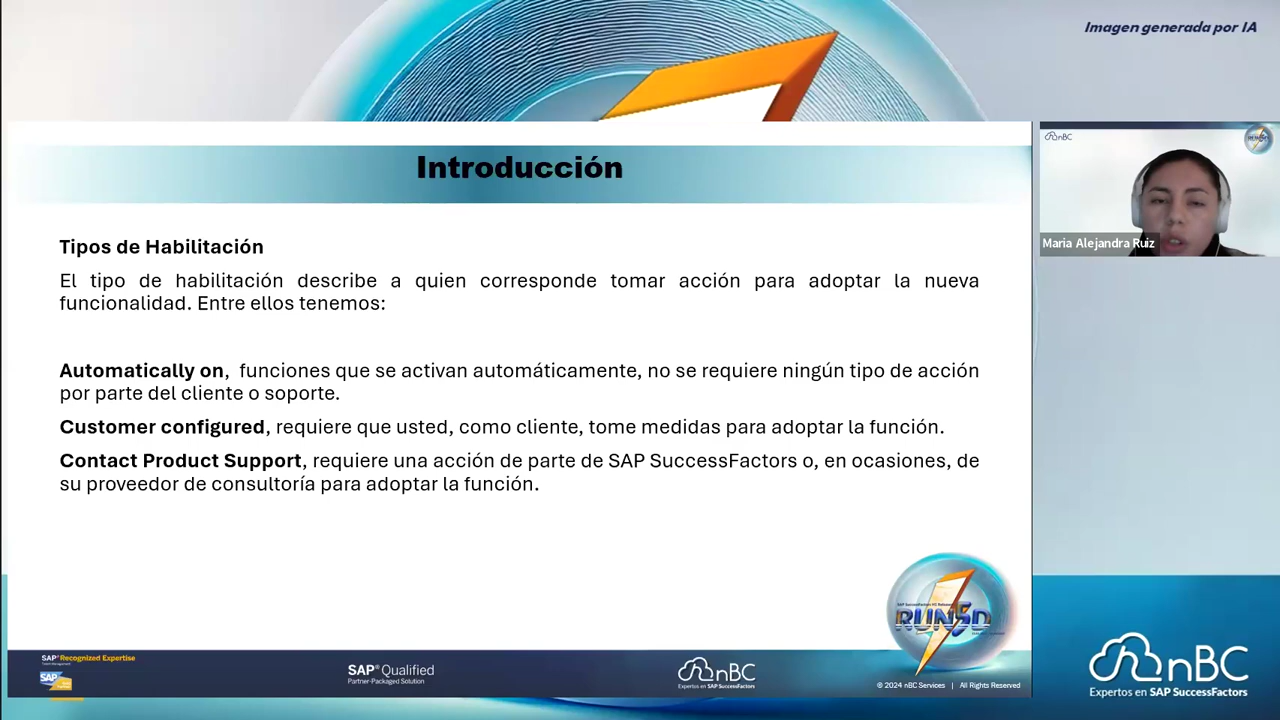 Imagen generada por IA
Introducción
nBC
Maria Alejandra Ruiz
Tipos de Habilitación
El tipo de habilitación describe a quien corresponde tomar acción para adoptar la nueva
funcionalidad. Entre ellos tenemos:
Automatically on, funciones que se activan automáticamente, no se requiere ningún tipo de acción
por parte del cliente o soporte.
Customer configured, requiere que usted, como cliente, tome medidas para adoptar la función.
Contact Product Support, requiere una acción de parte de SAP SuccessFactors o, en ocasiones, de
su proveedor de consultoría para adoptar la función.
RUN5D
SAP® Recognized Expertise
SAP
SAP® Qualified
Partner-Packaged Solution
nBC
Expertos en SAP SuccessFactors
© 2024 nBC Services | All Rights Reserved
nBC
Expertos en SAP SuccessFactors